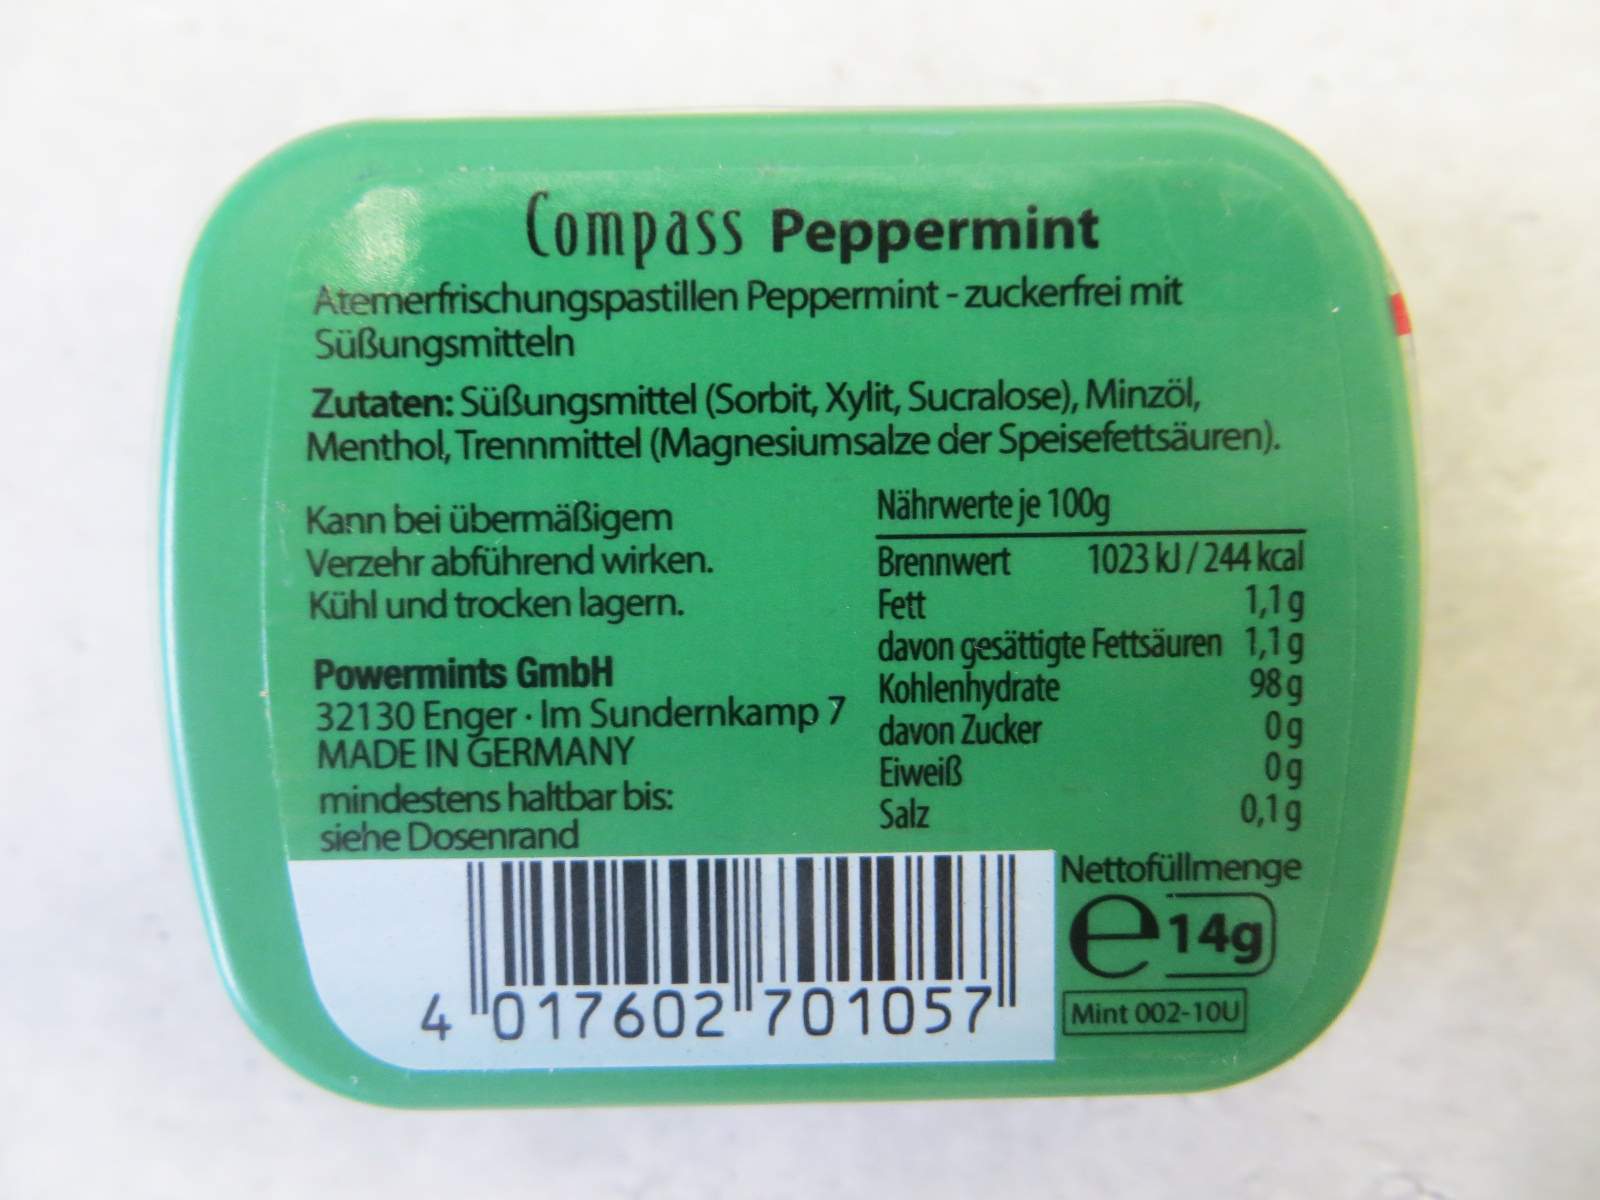 Compass Peppermint
Atemerfrischungspastillen Peppermint - zuckerfrei mit
Süßungsmitteln
Zutaten: Süßungsmittel (Sorbit, Xylit, Sucralose), Minzöl,
Menthol, Trennmittel (Magnesiumsalze der Speisefettsäuren).
Kann bei übermäßigem
Verzehr abführend wirken.
Kühl und trocken lagern.
Powermints GmbH
32130 Enger · Im Sundernkamp 7
MADE IN GERMANY
mindestens haltbar bis:
siehe Dosenrand
Nährwerte je 100g
Brennwert 1023 kJ / 244 kcal
Fett 1,1 g
davon gesättigte Fettsäuren 1,1 g
Kohlenhydrate 98 g
davon Zucker 0 g
Eiweiß 0 g
Salz 0,1 g
Nettofüllmenge
e 14g
Mint 002-10U
4 017602 701057